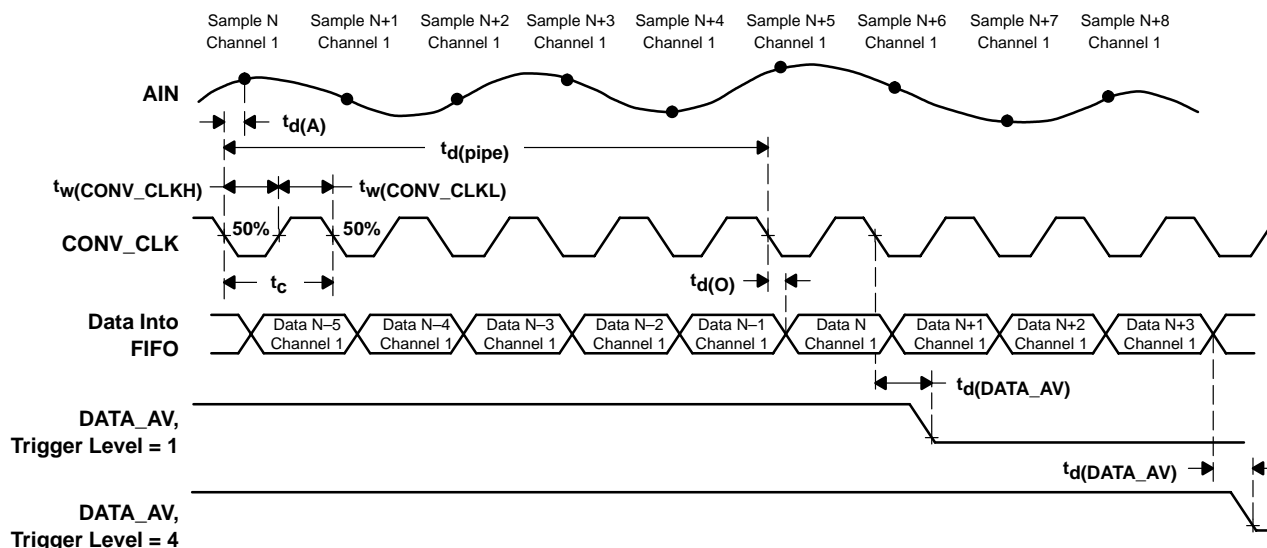 Sample N Sample N+1 Sample N+2 Sample N+3 Sample N+4 Sample N+5 Sample N+6 Sample N+7 Sample N+8
Channel 1 Channel 1 Channel 1 Channel 1 Channel 1 Channel 1 Channel 1 Channel 1 Channel 1
AIN
td(A)
td(pipe)
tw(CONV_CLKH) tw(CONV_CLKL)
50% 50%
CONV_CLK
tc
td(O)
Data Into
FIFO
Data N–5 Data N–4 Data N–3 Data N–2 Data N–1 Data N Data N+1 Data N+2 Data N+3
Channel 1 Channel 1 Channel 1 Channel 1 Channel 1 Channel 1 Channel 1 Channel 1 Channel 1
td(DATA_AV)
DATA_AV,
Trigger Level = 1
td(DATA_AV)
DATA_AV,
Trigger Level = 4